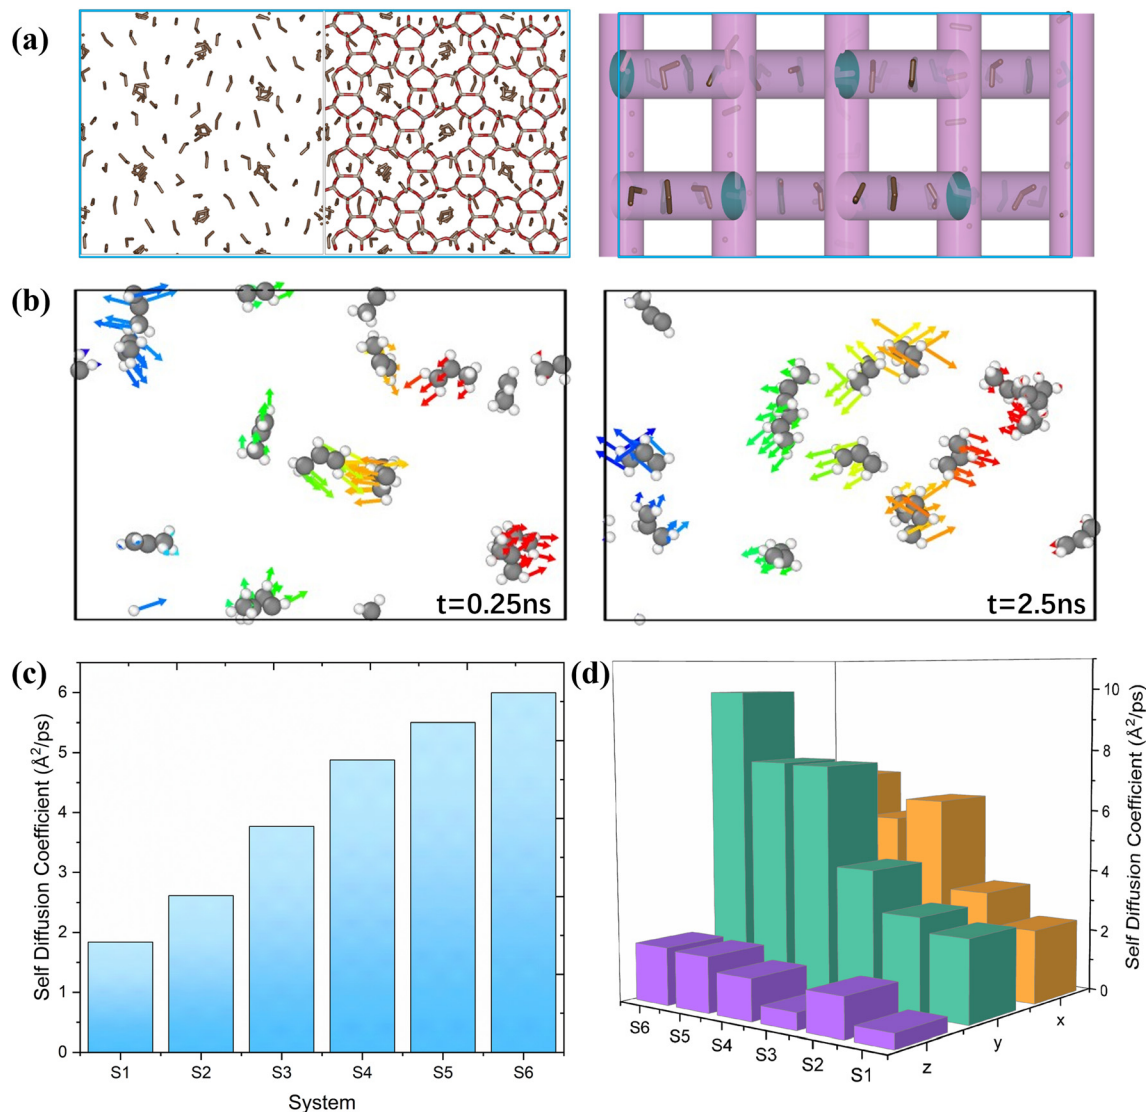 (a)
(b)
t=0.25ns
t=2.5ns
(c)
Self Diffusion Coefficient (Å²/ps)
6
5
4
3
2
1
0
S1 S2 S3 S4 S5 S6
System
(d)
Self Diffusion Coefficient (Å²/ps)
10
8
6
4
2
0
S6
S5
S4
S3
S2
S1
z
y
x